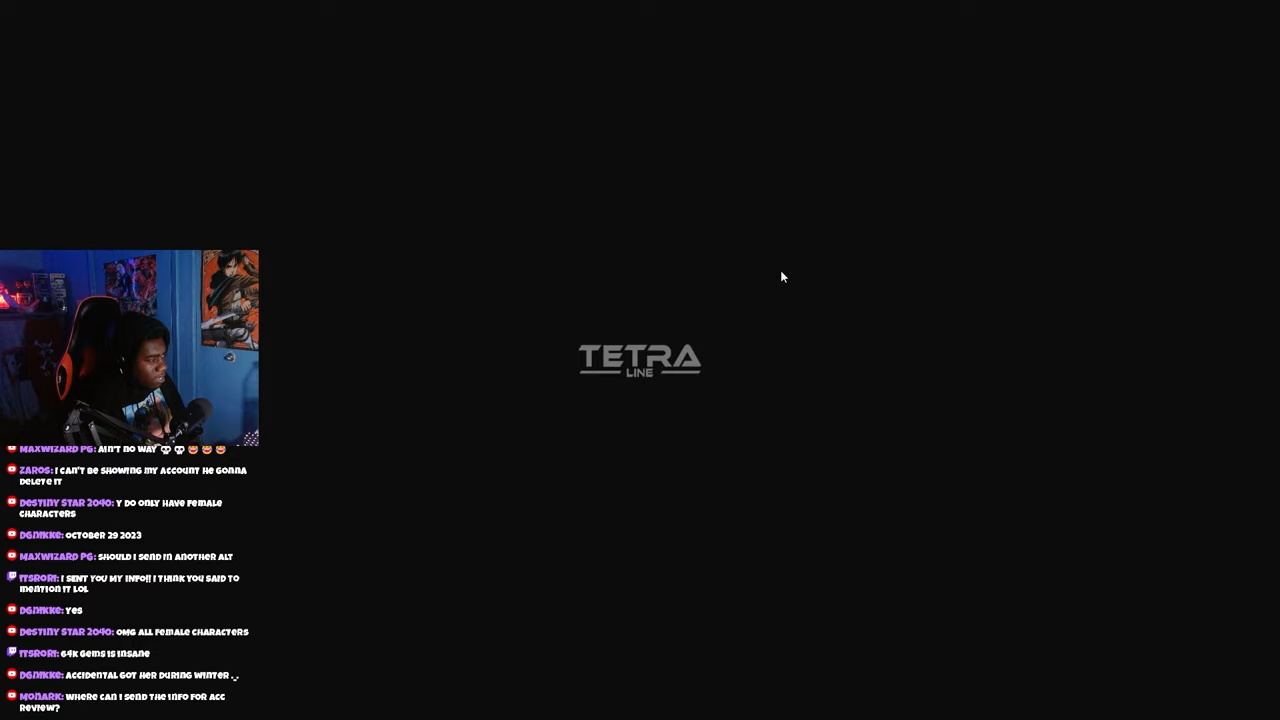 TETRA
LINE
MAXWIZARD PG: AIN'T NO WAY 💀 💀
ZAROS: I CAN'T BE SHOWING MY ACCOUNT HE GONNA
DELETE IT
DESTINY STAR 2040: Y DO ONLY HAVE FEMALE
CHARACTERS
DGNIKKE: OCTOBER 29 2023
MAXWIZARD PG: SHOULD I SEND IN ANOTHER ALT
ITSRORI: I SENT YOU MY INFO!! I THINK YOU SAID TO
MENTION IT LOL
DGNIKKE: YES
DESTINY STAR 2040: OMG ALL FEMALE CHARACTERS
ITSRORI: 64K GEMS IS INSANE
DGNIKKE: ACCIDENTAL GOT HER DURING WINTER ._.
MONARK: WHERE CAN I SEND THE INFO FOR ACC
REVIEW?